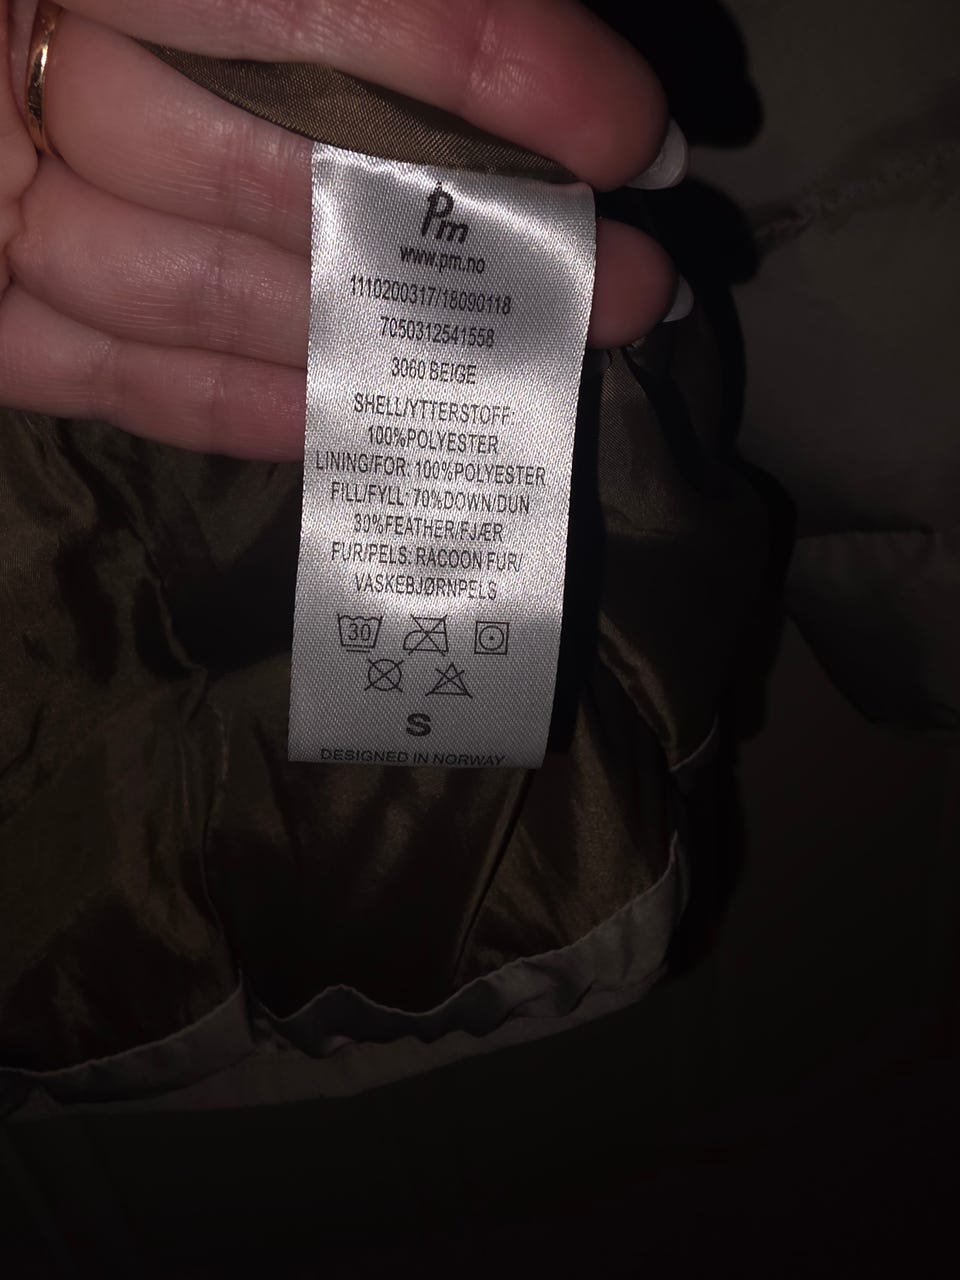 Pm
www.pm.no
1110200317/18090118
7050312541558
3060 BEIGE
SHELL/YTTERSTOFF:
100%POLYESTER
LINING/FOR: 100%POLYESTER
FILL/FYLL: 70%DOWN/DUN
30%FEATHER/FJÆR
FUR/PELS: RACOON FUR/
VASKEBJØRNPELS
30
S
DESIGNED IN NORWAY